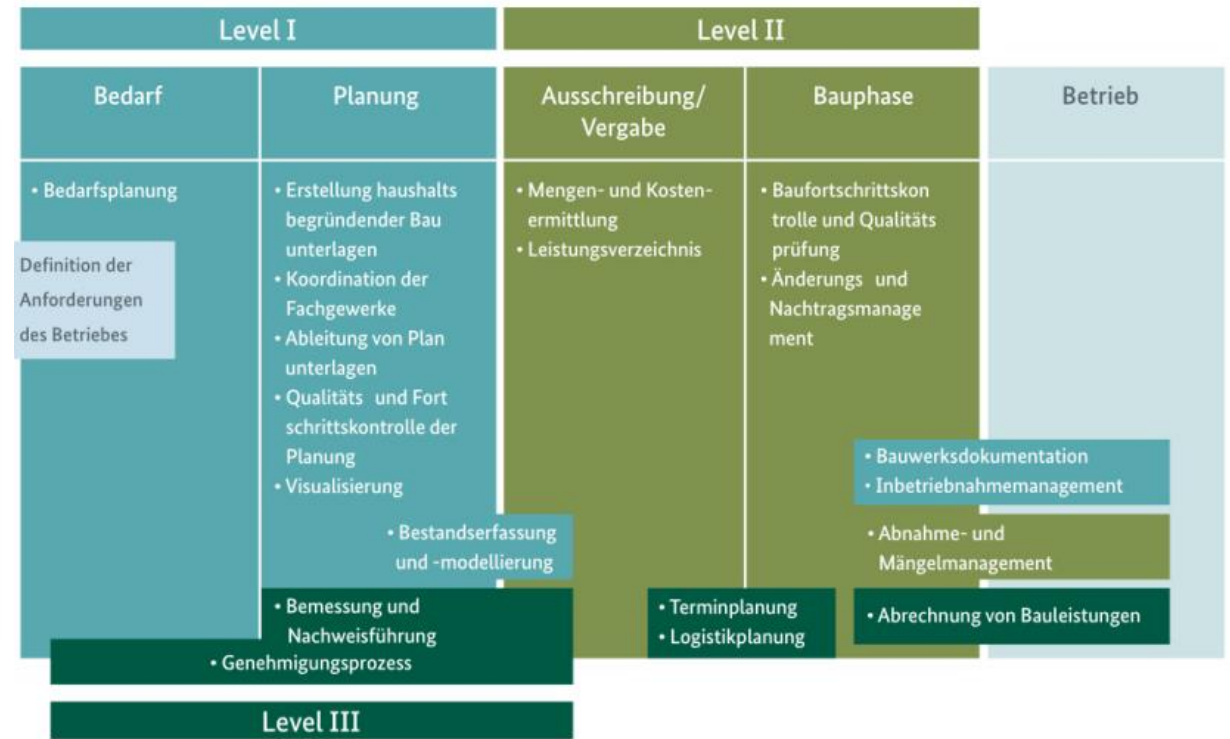 Level I
Level II
Bedarf
Planung
Ausschreibung/
Vergabe
Bauphase
Betrieb
• Bedarfsplanung
Definition der
Anforderungen
des Betriebes
• Erstellung haushalts
begründender Bau
unterlagen
• Koordination der
Fachgewerke
• Ableitung von Plan
unterlagen
• Qualitäts und Fort
schrittskontrolle der
Planung
• Visualisierung
• Mengen- und Kosten-
ermittlung
• Leistungsverzeichnis
• Baufortschrittskon
trolle und Qualitäts
prüfung
• Änderungs und
Nachtragsmanage
ment
• Bauwerksdokumentation
• Inbetriebnahmemanagement
• Bestandserfassung
und -modellierung
• Abnahme- und
Mängelmanagement
• Bemessung und
Nachweisführung
• Genehmigungsprozess
• Terminplanung
• Logistikplanung
• Abrechnung von Bauleistungen
Level III